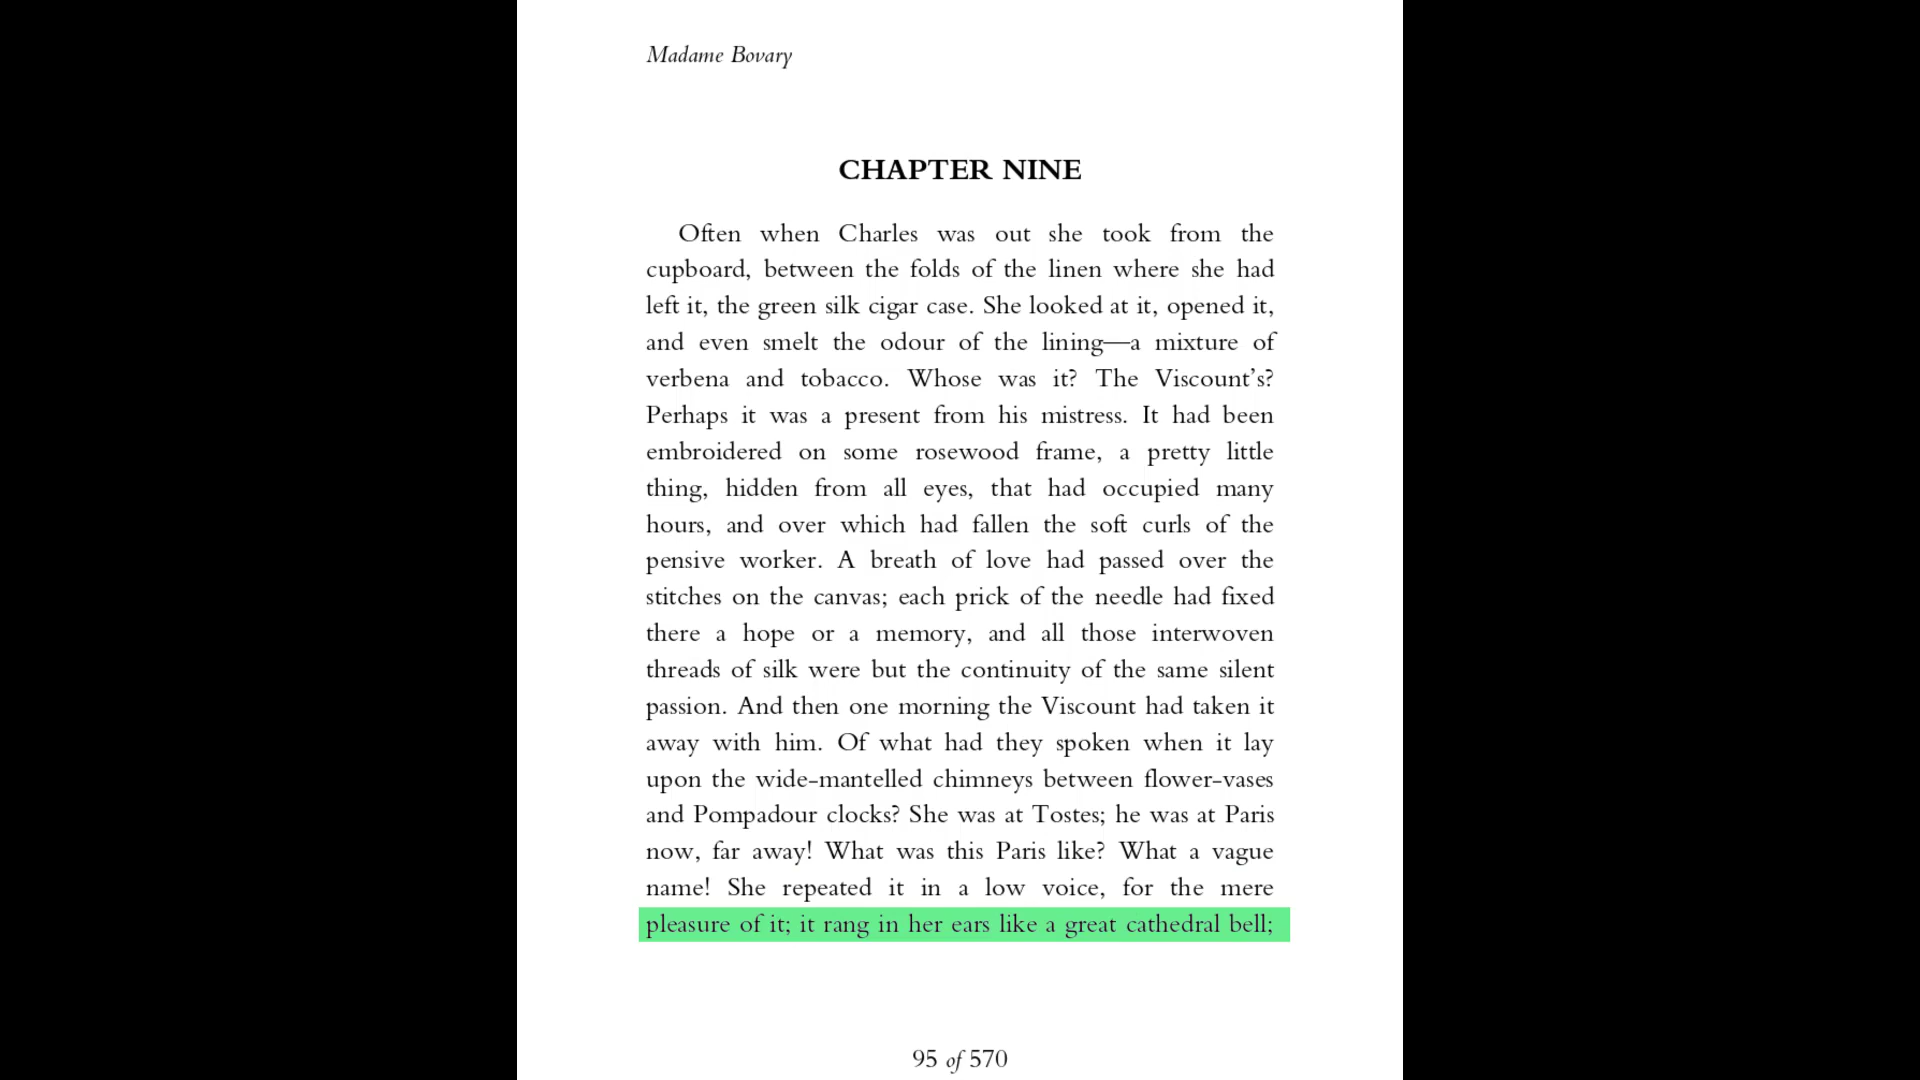 Madame Bovary
CHAPTER NINE
Often when Charles was out she took from the
cupboard, between the folds of the linen where she had
left it, the green silk cigar case. She looked at it, opened it,
and even smelt the odour of the lining—a mixture of
verbena and tobacco. Whose was it? The Viscount’s?
Perhaps it was a present from his mistress. It had been
embroidered on some rosewood frame, a pretty little
thing, hidden from all eyes, that had occupied many
hours, and over which had fallen the soft curls of the
pensive worker. A breath of love had passed over the
stitches on the canvas; each prick of the needle had fixed
there a hope or a memory, and all those interwoven
threads of silk were but the continuity of the same silent
passion. And then one morning the Viscount had taken it
away with him. Of what had they spoken when it lay
upon the wide-mantelled chimneys between flower-vases
and Pompadour clocks? She was at Tostes; he was at Paris
now, far away! What was this Paris like? What a vague
name! She repeated it in a low voice, for the mere
pleasure of it; it rang in her ears like a great cathedral bell;
95 of 570